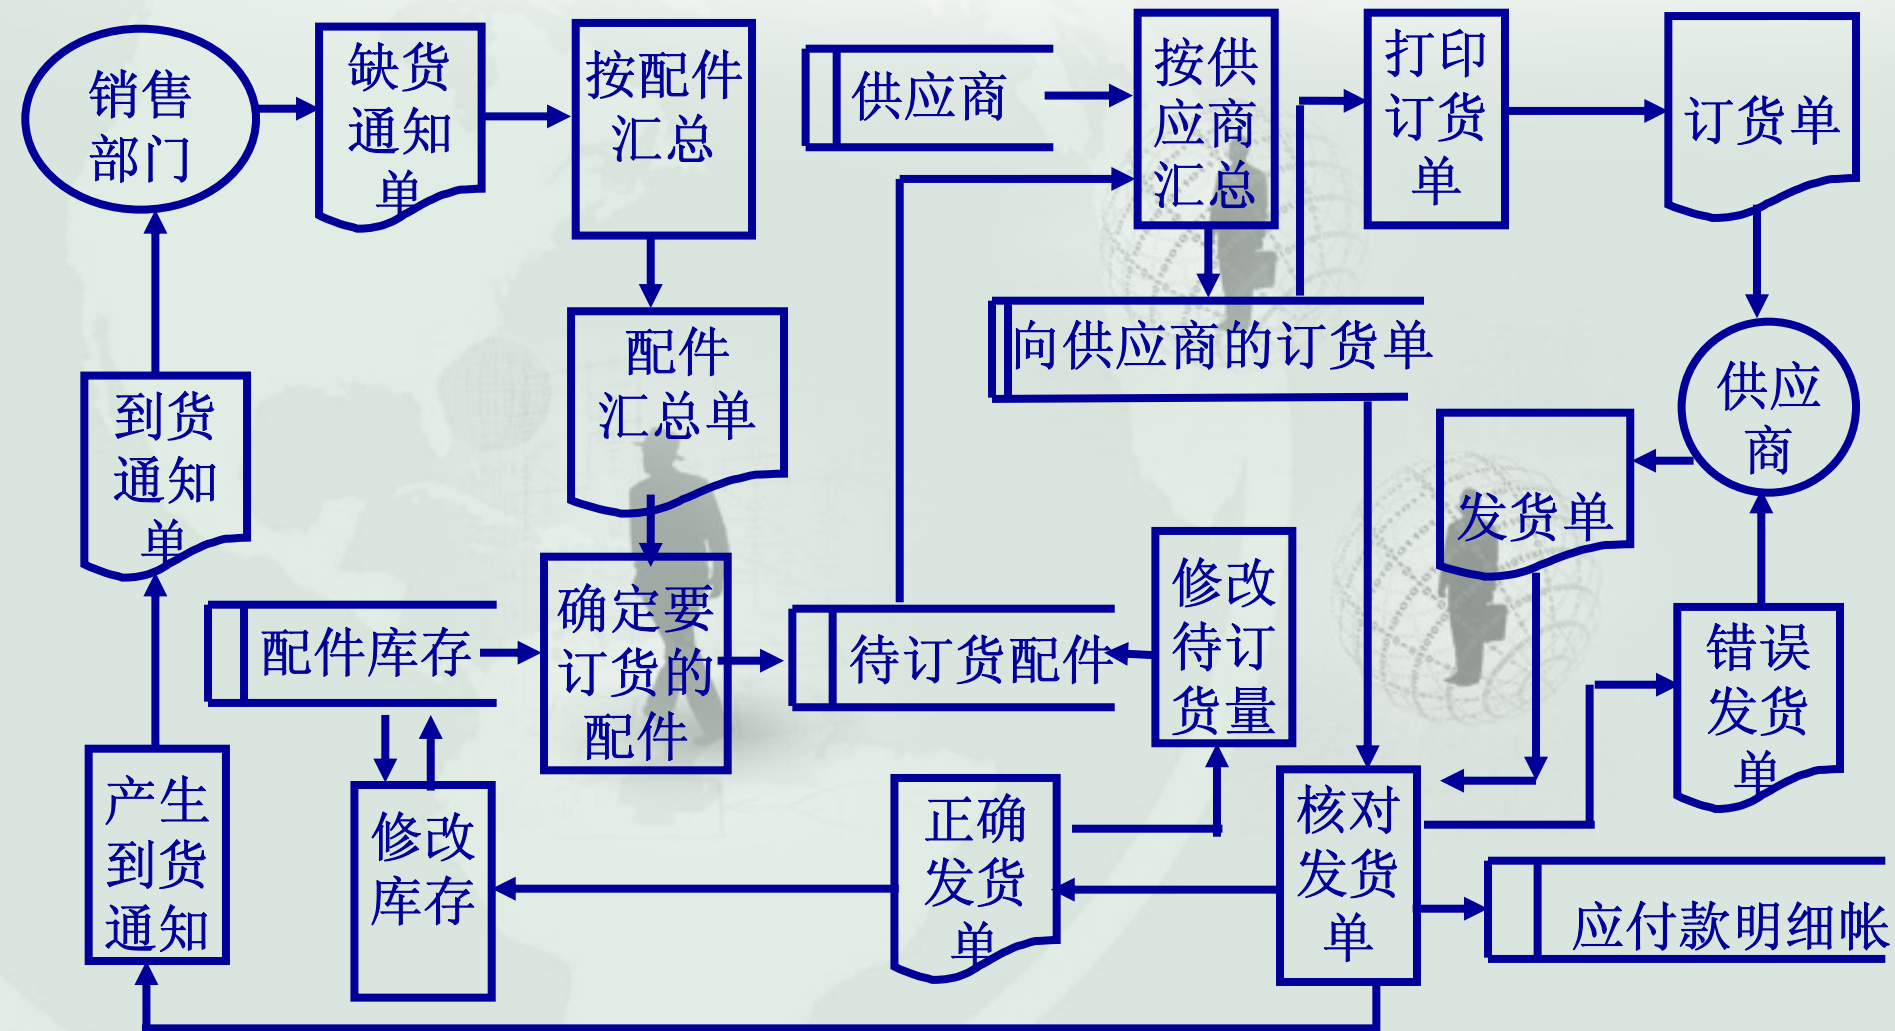 销售
部门
缺货
通知
单
按配件
汇总
供应商
按供
应商
汇总
打印
订货
单
订货单
配件
汇总单
向供应商的订货单
供应
商
到货
通知
单
发货单
配件库存
确定要
订货的
配件
待订货配件
修改
待订
货量
错误
发货
单
产生
到货
通知
修改
库存
正确
发货
单
核对
发货
单
应付款明细帐